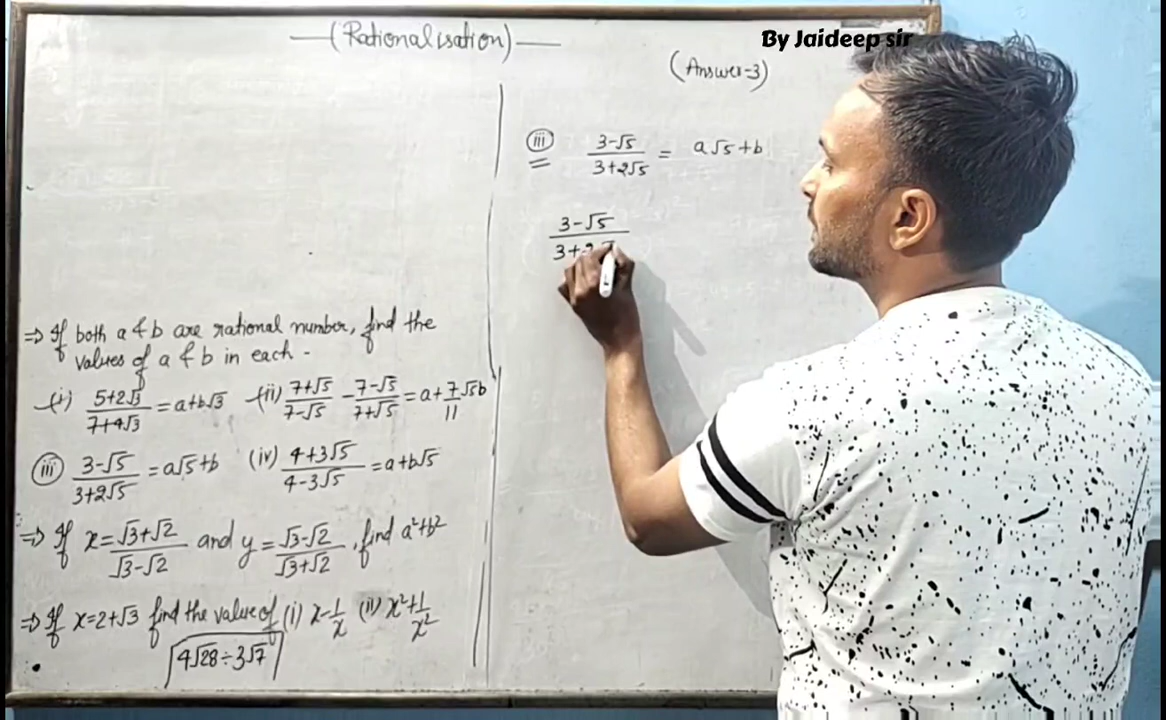 (Rationalisation)
By Jaideep sir
(Answer-3)
(iii) (3-√5)/(3+2√5) = a√5+b
(3-√5)/(3+2√
⇒ If both a & b are rational number, find the
values of a & b in each -
(i) (5+2√3)/(7+4√3) = a+b√3 (ii) (7+√5)/(7-√5) - (7-√5)/(7+√5) = a+7/11 √5b
(iii) (3-√5)/(3+2√5) = a√5+b (iv) (4+3√5)/(4-3√5) = a+b√5
⇒ If x = (√3+√2)/(√3-√2) and y = (√3-√2)/(√3+√2), find a²+b²
⇒ If x=2+√3 find the value of (i) x-1/x (ii) x²+1/x²
4√28÷3√7